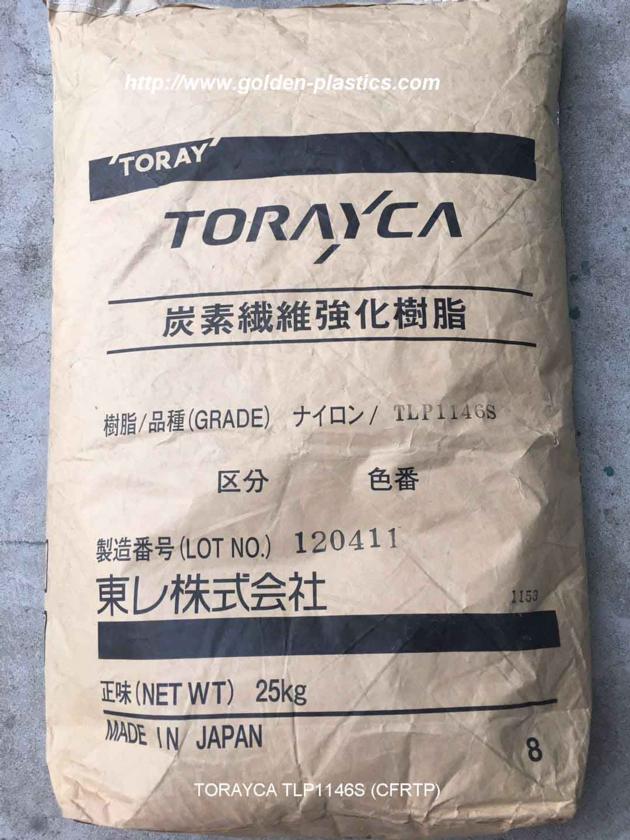 http://www.golden-plastics.com
TORAY
TORAYCA
炭素繊維強化樹脂
樹脂/品種(GRADE) ナイロン/ TLP1146S
区分 色番
製造番号(LOT NO.) 120411
東レ株式会社
1153
正味(NET WT) 25kg
MADE IN JAPAN
8
TORAYCA TLP1146S (CFRTP)